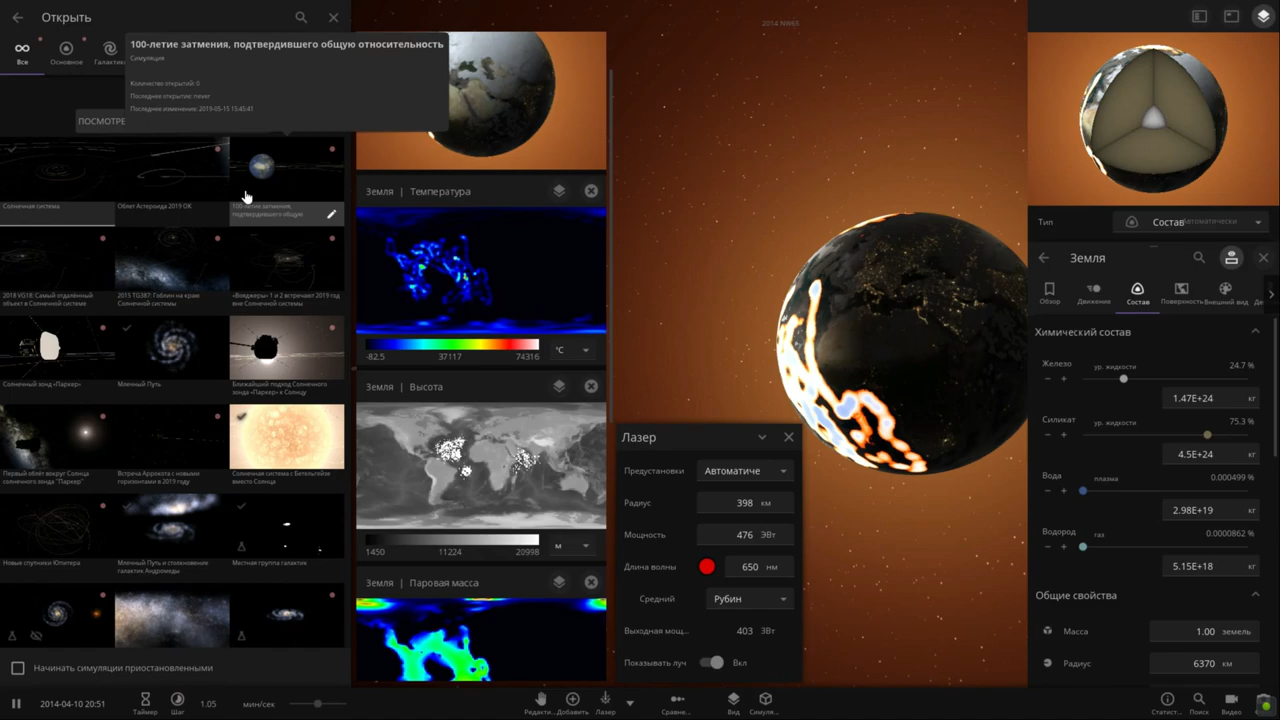 Открыть
Все
Основное
Галактик
100-летие затмения, подтвердившего общую относительность
Симуляция
Количество открытий: 0
Последнее открытие: never
Последнее изменение: 2019-05-15 15:45:41
ПОСМОТРЕ
Солнечная система
Облет Астероида 2019 OK
100-летие затмения, подтвердившего общую
2018 VG18: Самый отдалённый объект в Солнечной системе
2015 TG387: Гоблин на краю Солнечной системы
«Вояджеры» 1 и 2 встречают 2019 год вне Солнечной системы
Солнечный зонд «Паркер»
Млечный Путь
Ближайший подход Солнечного зонда «Паркер» к Солнцу
Первый облёт вокруг Солнца солнечного зонда "Паркер"
Встреча Аррокота с новыми горизонтами в 2019 году
Солнечная система с Бетельгейзе вместо Солнца
Новые спутники Юпитера
Млечный Путь и столкновение галактик Андромеды
Местная группа галактик
Начинать симуляции приостановленными
Земля | Температура
-82.5 37117 74316 °C
Земля | Высота
1450 11224 20998 м
Земля | Паровая масса
2014 NW65
Лазер
Предустановки Автоматиче
Радиус 398 км
Мощность 476 ЭВт
Длина волны 650 нм
Средний Рубин
Выходная мощ... 403 ЭВт
Показывать луч Вкл
Тип Состав Автоматически
Земля
Обзор
Движение
Состав
Поверхность
Внешний вид
Химический состав
Железо ур. жидкости 24.7 %
− +
1.47E+24 кг
Силикат ур. жидкости 75.3 %
− +
4.5E+24 кг
Вода плазма 0.000499 %
− +
2.98E+19 кг
Водород газ 0.0000862 %
− +
5.15E+18 кг
Общие свойства
Масса 1.00 земель
Радиус 6370 км
2014-04-10 20:51
Таймер
Шаг
1.05 мин/сек
Редакти...
Добавить
Лазер
Сравне...
Вид
Симуля...
Статист...
Поиск
Видео